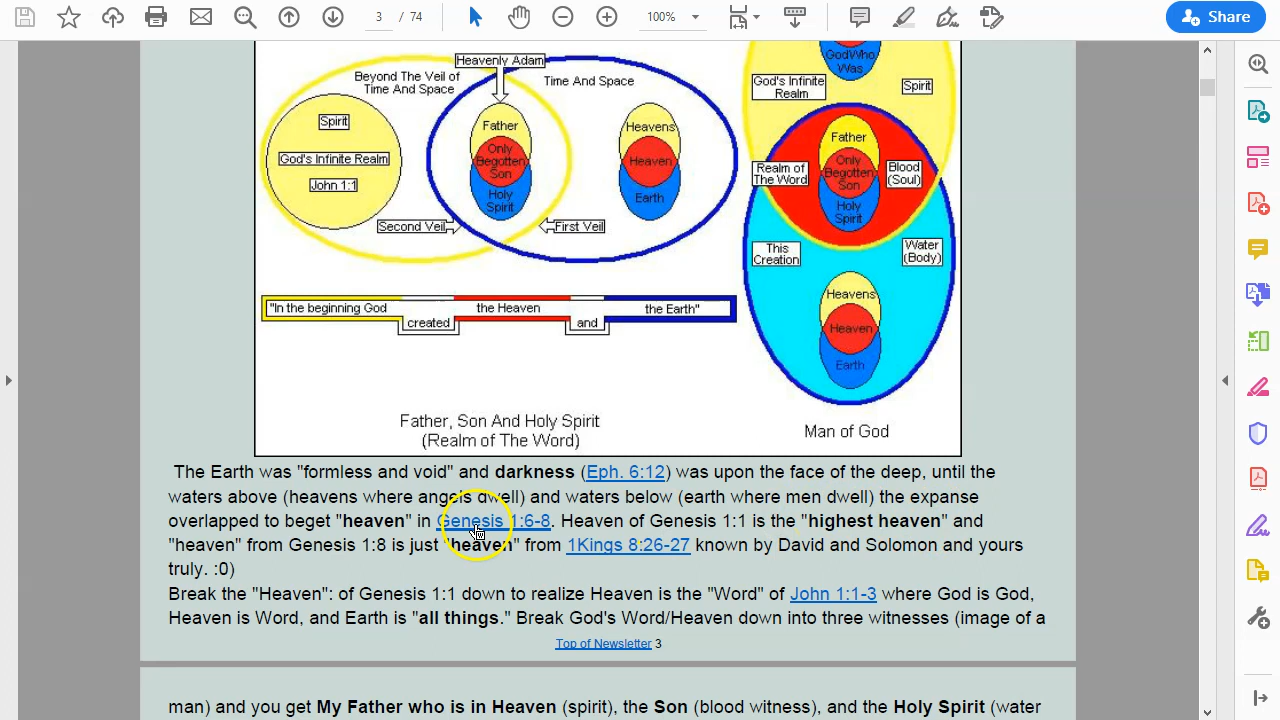 3 / 74
100%
Share
Heavenly Adam
Beyond The Veil of
Time And Space
Time And Space
Spirit
God's Infinite Realm
John 1:1
Father
Only
Begotten
Son
Holy
Spirit
Heavens
Heaven
Earth
Second Veil
First Veil
"In the beginning God
created
the Heaven
and
the Earth"
Father, Son And Holy Spirit
(Realm of The Word)
GodWho
Was
God's Infinite
Realm
Spirit
Father
Only
Begotten
Son
Holy
Spirit
Realm of
The Word
Blood
(Soul)
This
Creation
Water
(Body)
Heavens
Heaven
Earth
Man of God
The Earth was "formless and void" and darkness (Eph. 6:12) was upon the face of the deep, until the
waters above (heavens where angels dwell) and waters below (earth where men dwell) the expanse
overlapped to beget "heaven" in Genesis 1:6-8. Heaven of Genesis 1:1 is the "highest heaven" and
"heaven" from Genesis 1:8 is just "heaven" from 1Kings 8:26-27 known by David and Solomon and yours
truly. :0)
Break the "Heaven": of Genesis 1:1 down to realize Heaven is the "Word" of John 1:1-3 where God is God,
Heaven is Word, and Earth is "all things." Break God's Word/Heaven down into three witnesses (image of a
Top of Newsletter 3
man) and you get My Father who is in Heaven (spirit), the Son (blood witness), and the Holy Spirit (water